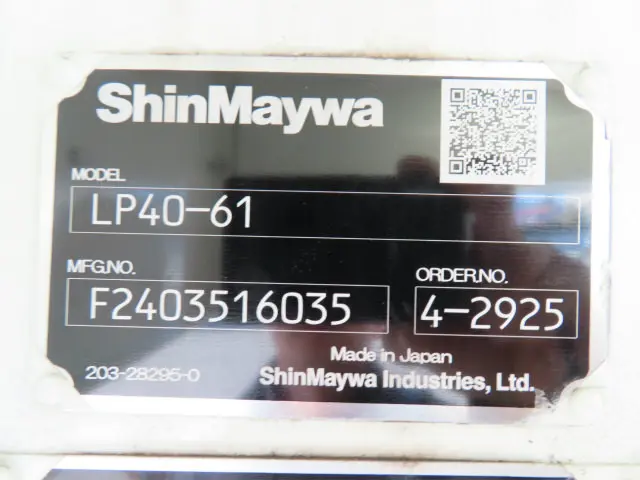 ShinMaywa
MODEL
LP40-61
MFG.NO.
ORDER.NO.
F2403516035
4-2925
Made in Japan
203-28295-0
ShinMaywa Industries, Ltd.